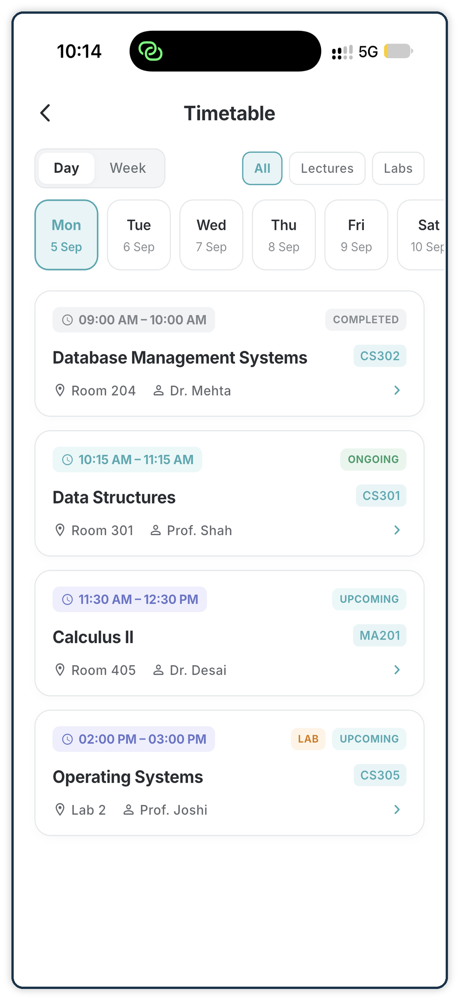 10:14 5G
Timetable
Day Week All Lectures Labs
Mon Tue Wed Thu Fri Sat
5 Sep 6 Sep 7 Sep 8 Sep 9 Sep 10 Sep
09:00 AM – 10:00 AM COMPLETED
Database Management Systems CS302
Room 204 Dr. Mehta
10:15 AM – 11:15 AM ONGOING
Data Structures CS301
Room 301 Prof. Shah
11:30 AM – 12:30 PM UPCOMING
Calculus II MA201
Room 405 Dr. Desai
02:00 PM – 03:00 PM LAB UPCOMING
Operating Systems CS305
Lab 2 Prof. Joshi